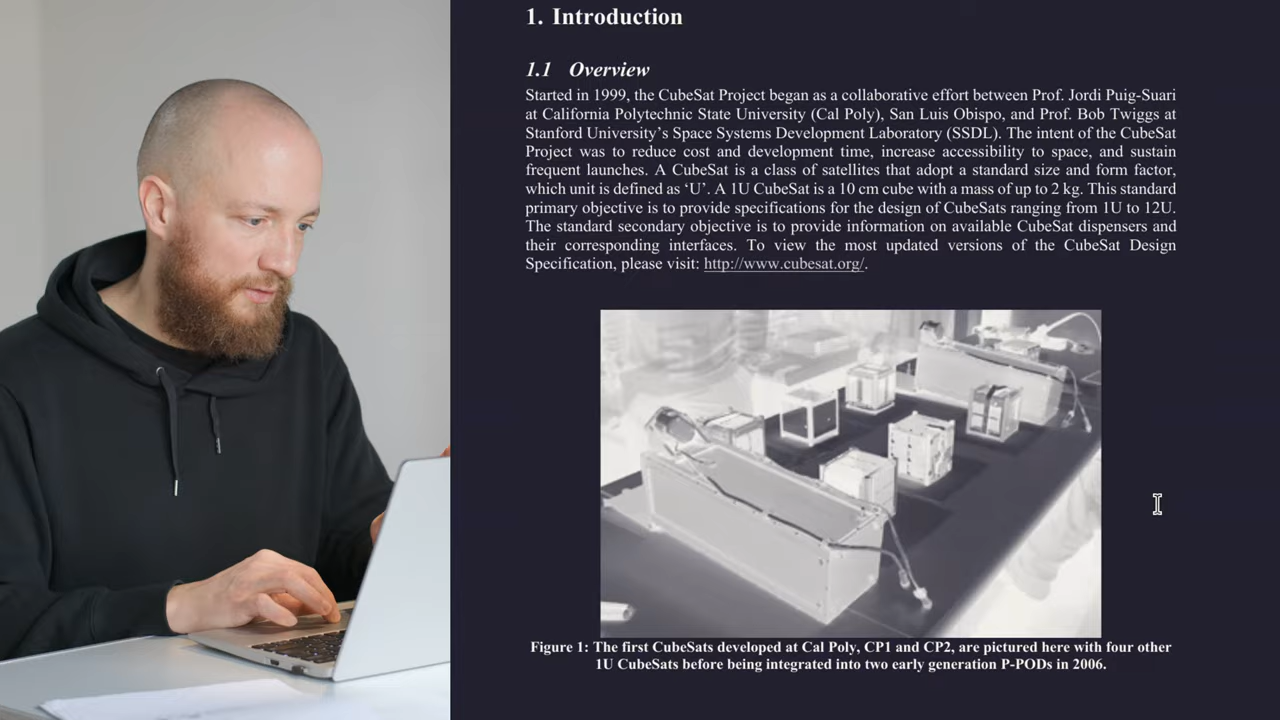 1. Introduction
1.1 Overview
Started in 1999, the CubeSat Project began as a collaborative effort between Prof. Jordi Puig-Suari
at California Polytechnic State University (Cal Poly), San Luis Obispo, and Prof. Bob Twiggs at
Stanford University’s Space Systems Development Laboratory (SSDL). The intent of the CubeSat
Project was to reduce cost and development time, increase accessibility to space, and sustain
frequent launches. A CubeSat is a class of satellites that adopt a standard size and form factor,
which unit is defined as ‘U’. A 1U CubeSat is a 10 cm cube with a mass of up to 2 kg. This standard
primary objective is to provide specifications for the design of CubeSats ranging from 1U to 12U.
The standard secondary objective is to provide information on available CubeSat dispensers and
their corresponding interfaces. To view the most updated versions of the CubeSat Design
Specification, please visit: http://www.cubesat.org/.
Figure 1: The first CubeSats developed at Cal Poly, CP1 and CP2, are pictured here with four other
1U CubeSats before being integrated into two early generation P-PODs in 2006.